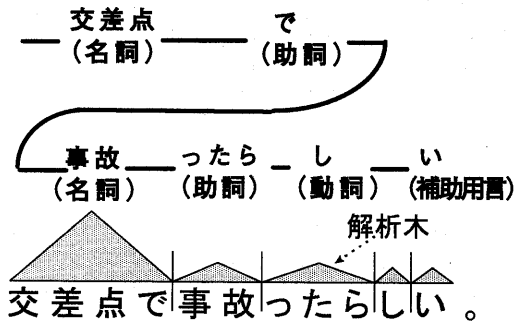 交差点 で
(名詞) (助詞)
事故 ったら し い
(名詞) (助詞) (動詞) (補助用言)
解析木
交差点で事故ったらしい。